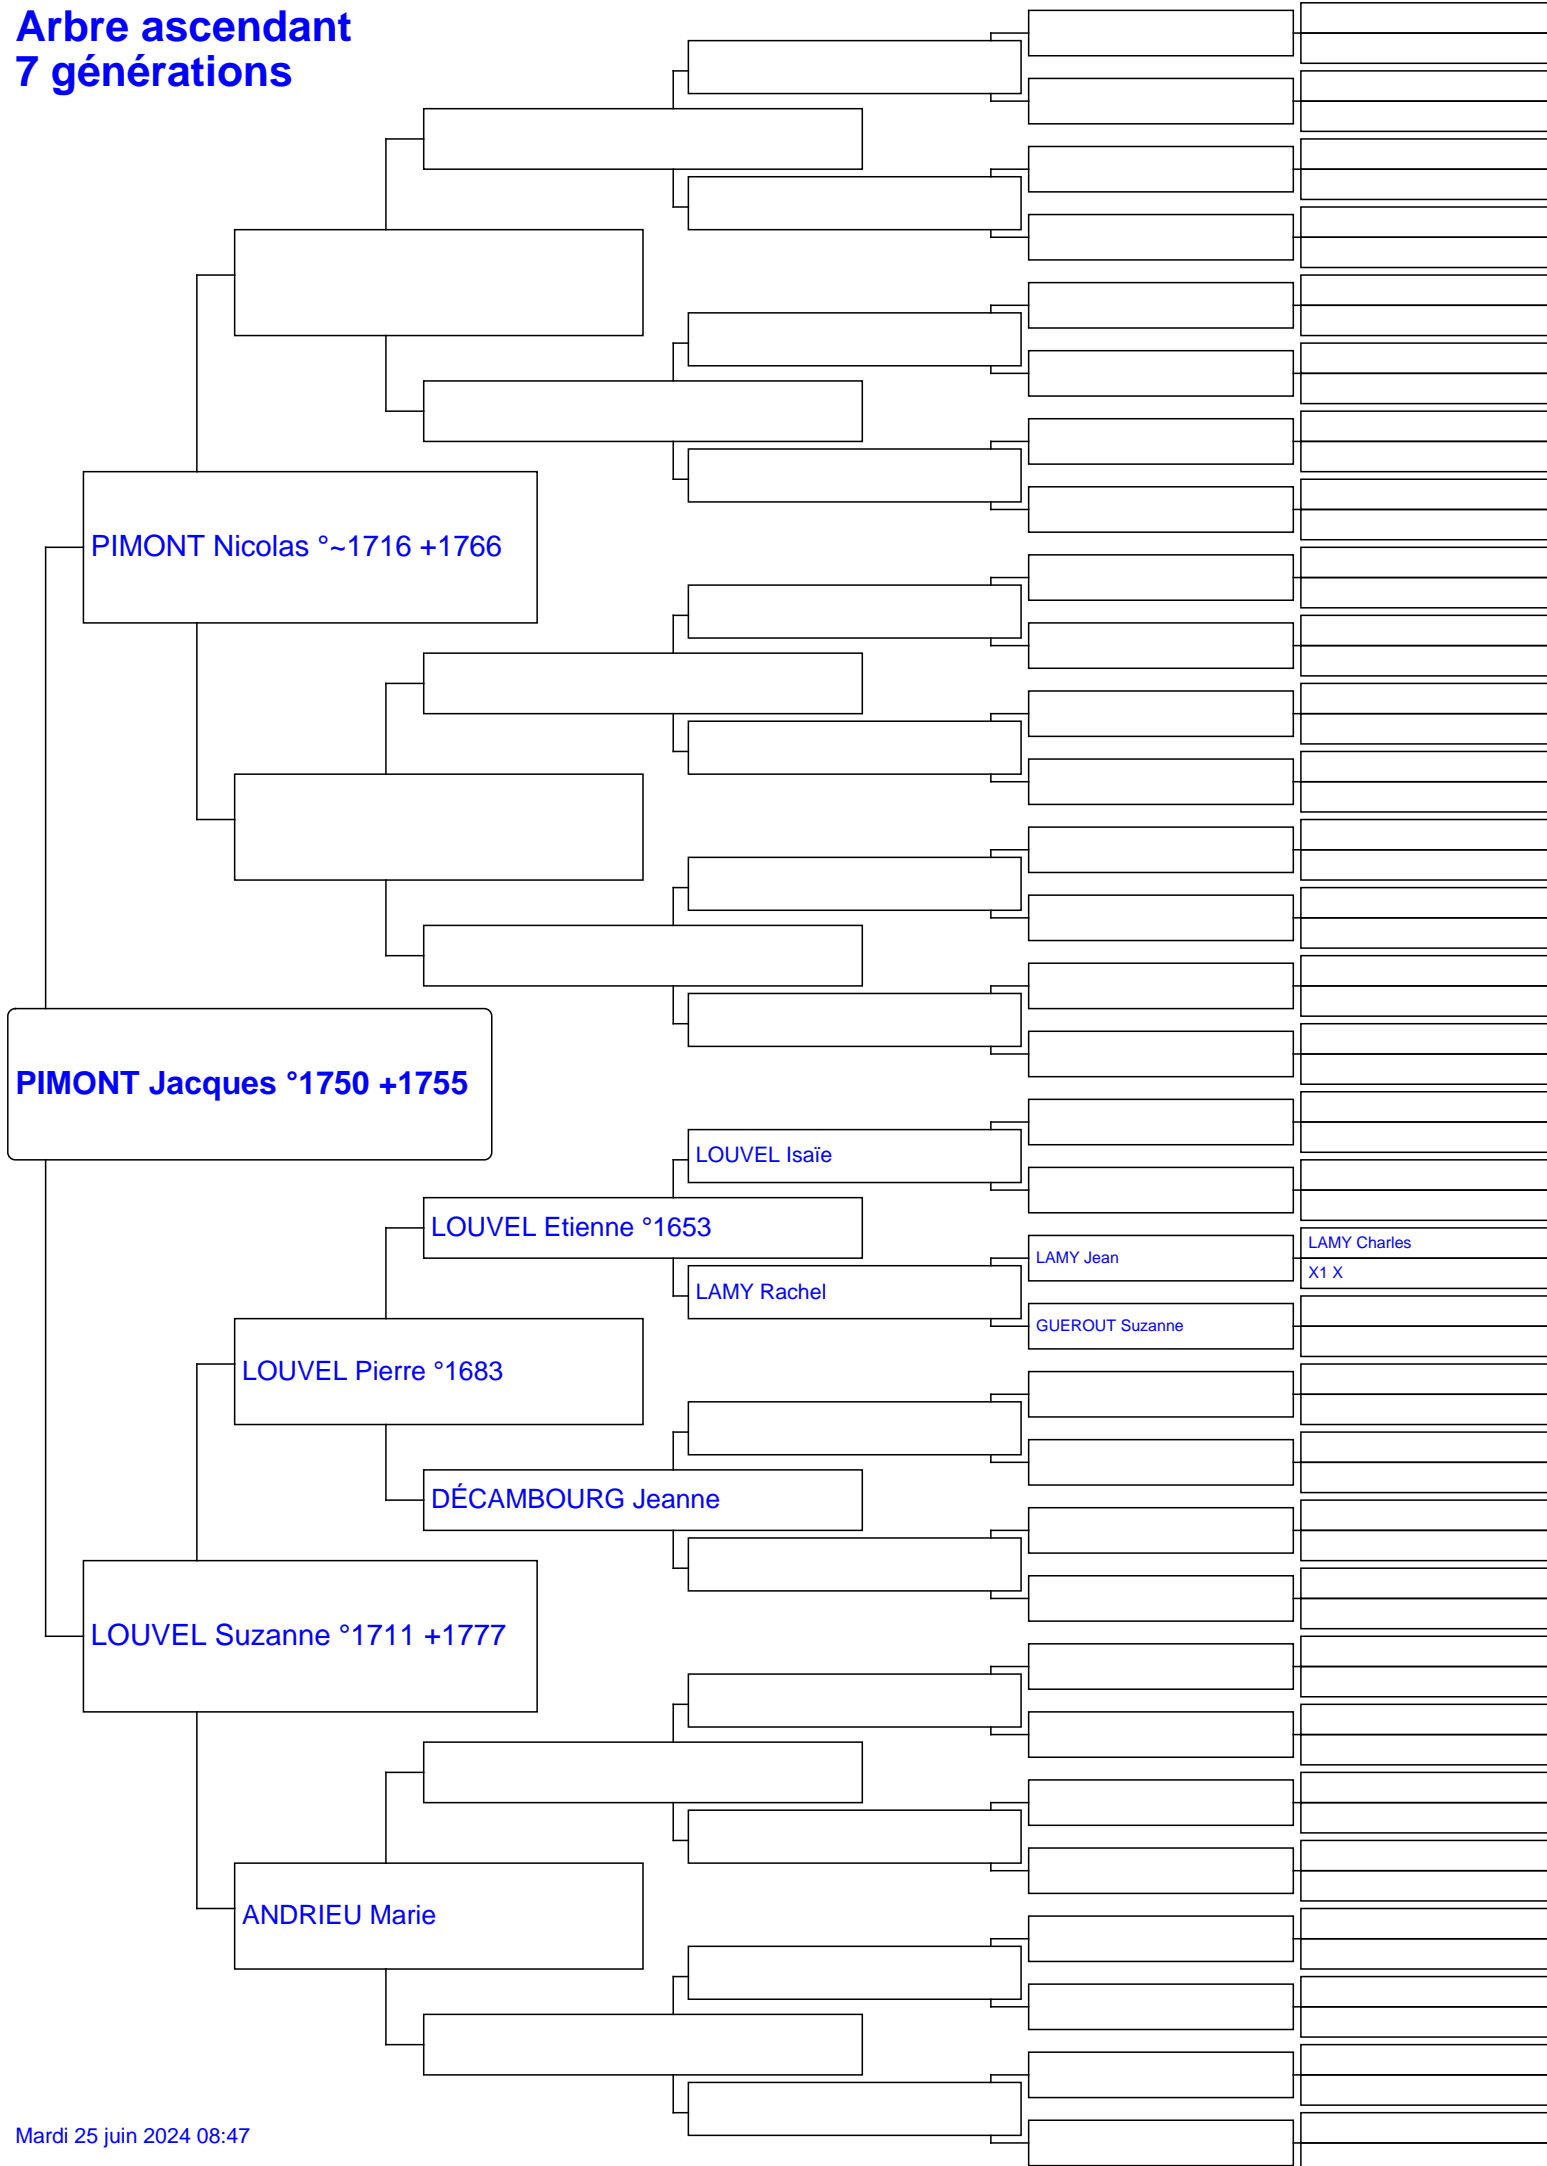 Arbre ascendant
7 générations
PIMONT Nicolas °~1716 +1766
PIMONT Jacques °1750 +1755
LOUVEL Isaïe
LOUVEL Etienne °1653
LAMY Charles
LAMY Jean
X1 X
LAMY Rachel
GUEROUT Suzanne
LOUVEL Pierre °1683
DÉCAMBOURG Jeanne
LOUVEL Suzanne °1711 +1777
ANDRIEU Marie
Mardi 25 juin 2024 08:47